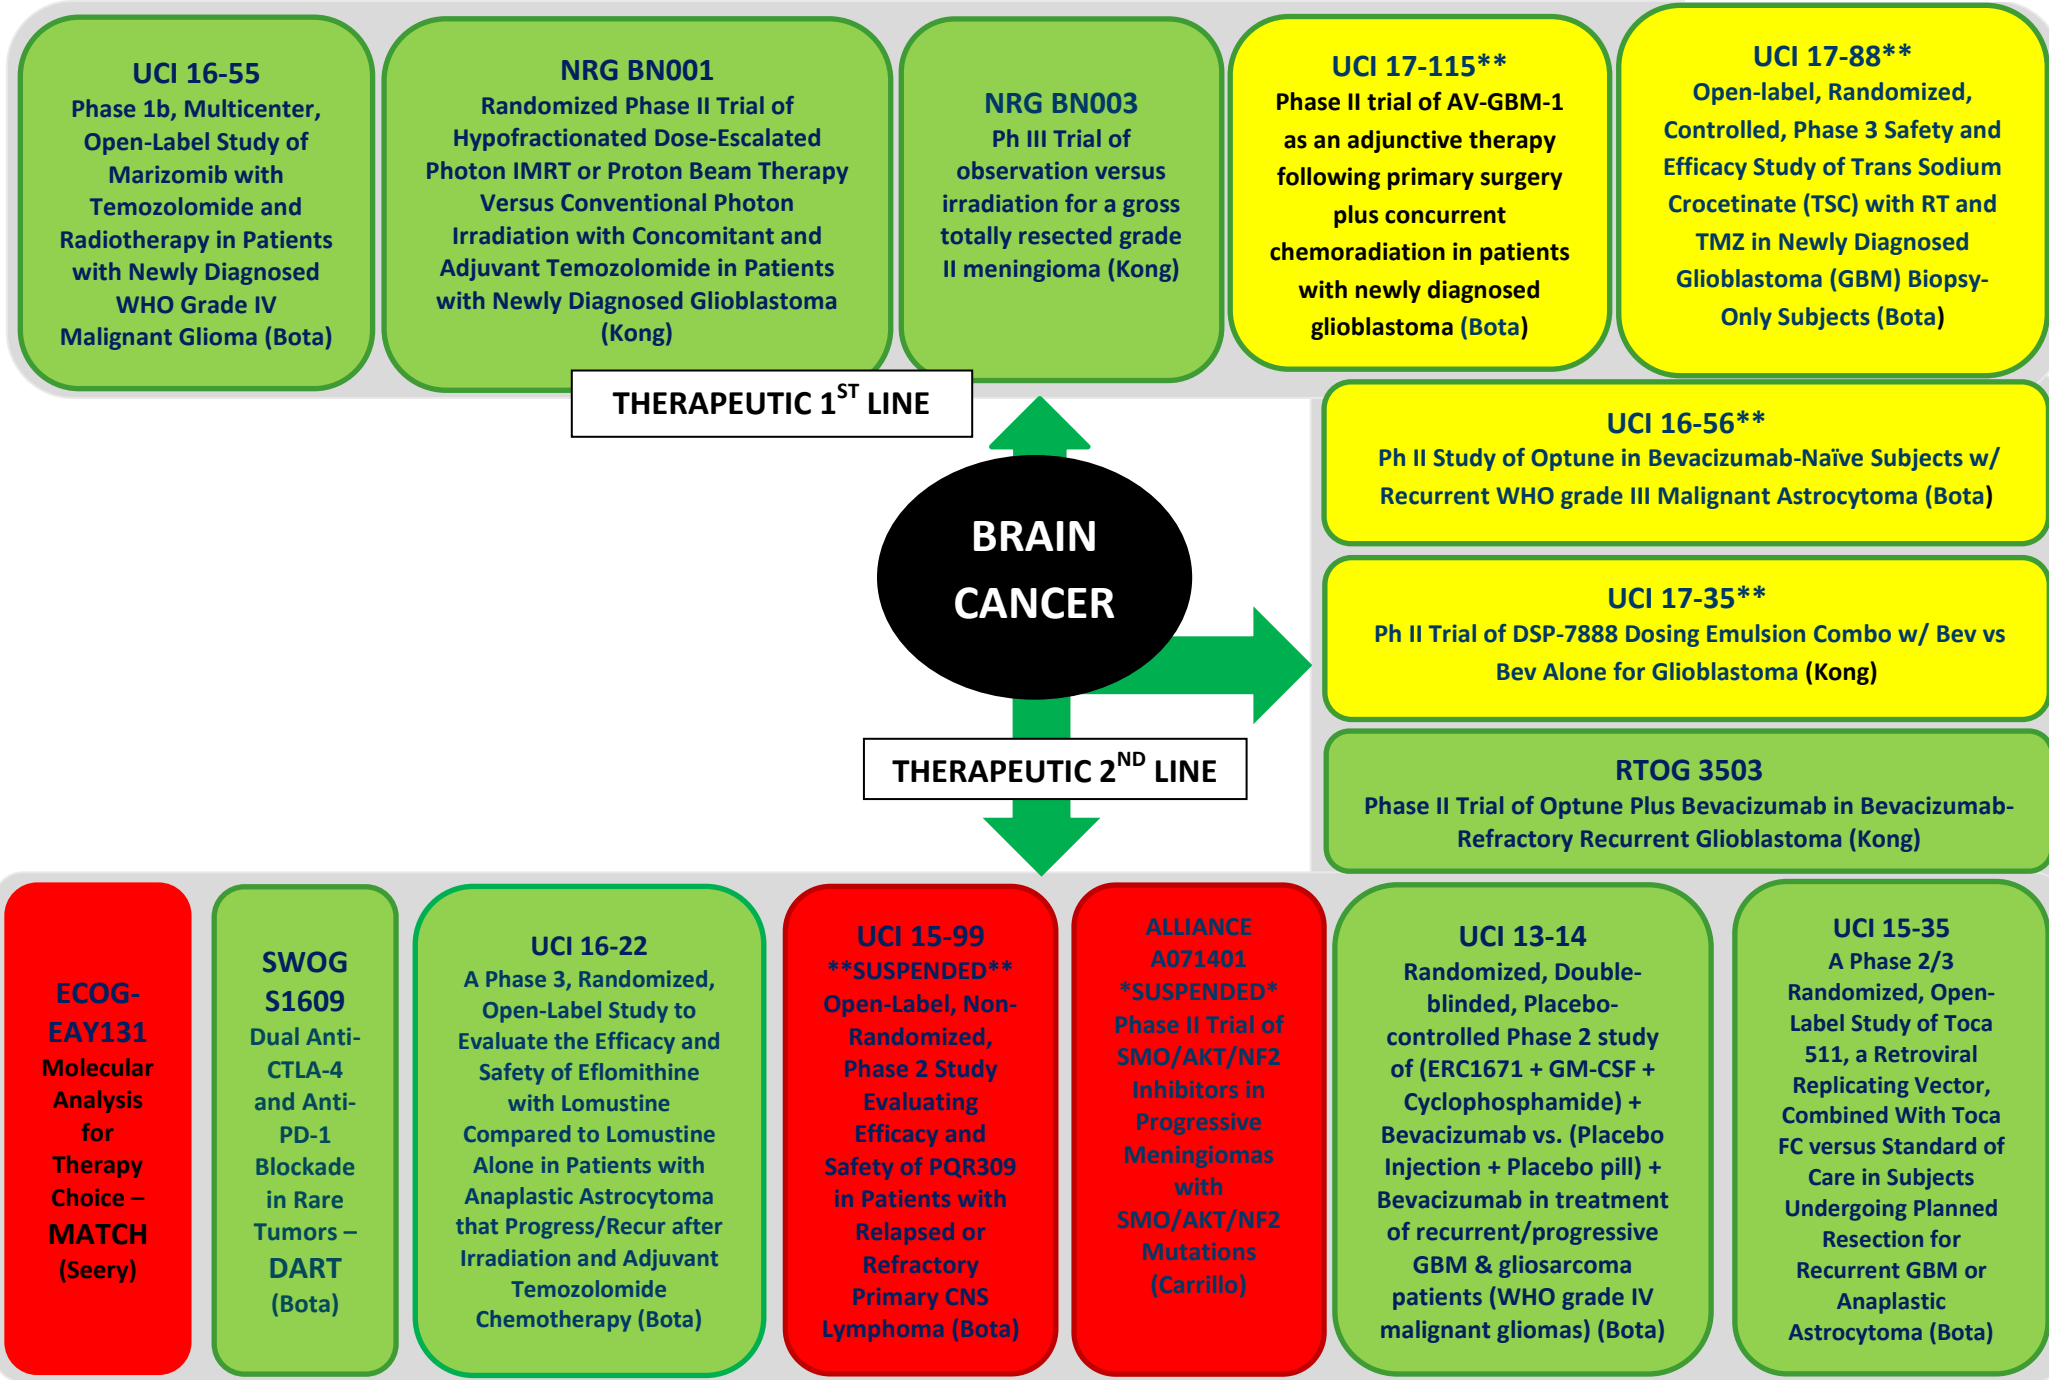 UCI 16-55
Phase 1b, Multicenter,
Open-Label Study of
Marizomib with
Temozolomide and
Radiotherapy in Patients
with Newly Diagnosed
WHO Grade IV
Malignant Glioma (Bota)
NRG BN001
Randomized Phase II Trial of
Hypofractionated Dose-Escalated
Photon IMRT or Proton Beam Therapy
Versus Conventional Photon
Irradiation with Concomitant and
Adjuvant Temozolomide in Patients
with Newly Diagnosed Glioblastoma
(Kong)
NRG BN003
Ph III Trial of
observation versus
irradiation for a gross
totally resected grade
II meningioma (Kong)
UCI 17-115**
Phase II trial of AV-GBM-1
as an adjunctive therapy
following primary surgery
plus concurrent
chemoradiation in patients
with newly diagnosed
glioblastoma (Bota)
UCI 17-88**
Open-label, Randomized,
Controlled, Phase 3 Safety and
Efficacy Study of Trans Sodium
Crocetinate (TSC) with RT and
TMZ in Newly Diagnosed
Glioblastoma (GBM) Biopsy-
Only Subjects (Bota)
THERAPEUTIC 1ST LINE
UCI 16-56**
Ph II Study of Optune in Bevacizumab-Naïve Subjects w/
Recurrent WHO grade III Malignant Astrocytoma (Bota)
BRAIN
CANCER
UCI 17-35**
Ph II Trial of DSP-7888 Dosing Emulsion Combo w/ Bev vs
Bev Alone for Glioblastoma (Kong)
THERAPEUTIC 2ND LINE
RTOG 3503
Phase II Trial of Optune Plus Bevacizumab in Bevacizumab-
Refractory Recurrent Glioblastoma (Kong)
ECOG-
EAY131
Molecular
Analysis
for
Therapy
Choice –
MATCH
(Seery)
SWOG
S1609
Dual Anti-
CTLA-4
and Anti-
PD-1
Blockade
in Rare
Tumors –
DART
(Bota)
UCI 16-22
A Phase 3, Randomized,
Open-Label Study to
Evaluate the Efficacy and
Safety of Eflomithine
with Lomustine
Compared to Lomustine
Alone in Patients with
Anaplastic Astrocytoma
that Progress/Recur after
Irradiation and Adjuvant
Temozolomide
Chemotherapy (Bota)
UCI 15-99
**SUSPENDED**
Open-Label, Non-
Randomized,
Phase 2 Study
Evaluating
Efficacy and
Safety of PQR309
in Patients with
Relapsed or
Refractory
Primary CNS
Lymphoma (Bota)
ALLIANCE
A071401
*SUSPENDED*
Phase II Trial of
SMO/AKT/NF2
Inhibitors in
Progressive
Meningiomas
with
SMO/AKT/NF2
Mutations
(Carrillo)
UCI 13-14
Randomized, Double-
blinded, Placebo-
controlled Phase 2 study
of (ERC1671 + GM-CSF +
Cyclophosphamide) +
Bevacizumab vs. (Placebo
Injection + Placebo pill) +
Bevacizumab in treatment
of recurrent/progressive
GBM & gliosarcoma
patients (WHO grade IV
malignant gliomas) (Bota)
UCI 15-35
A Phase 2/3
Randomized, Open-
Label Study of Toca
511, a Retroviral
Replicating Vector,
Combined With Toca
FC versus Standard of
Care in Subjects
Undergoing Planned
Resection for
Recurrent GBM or
Anaplastic
Astrocytoma (Bota)